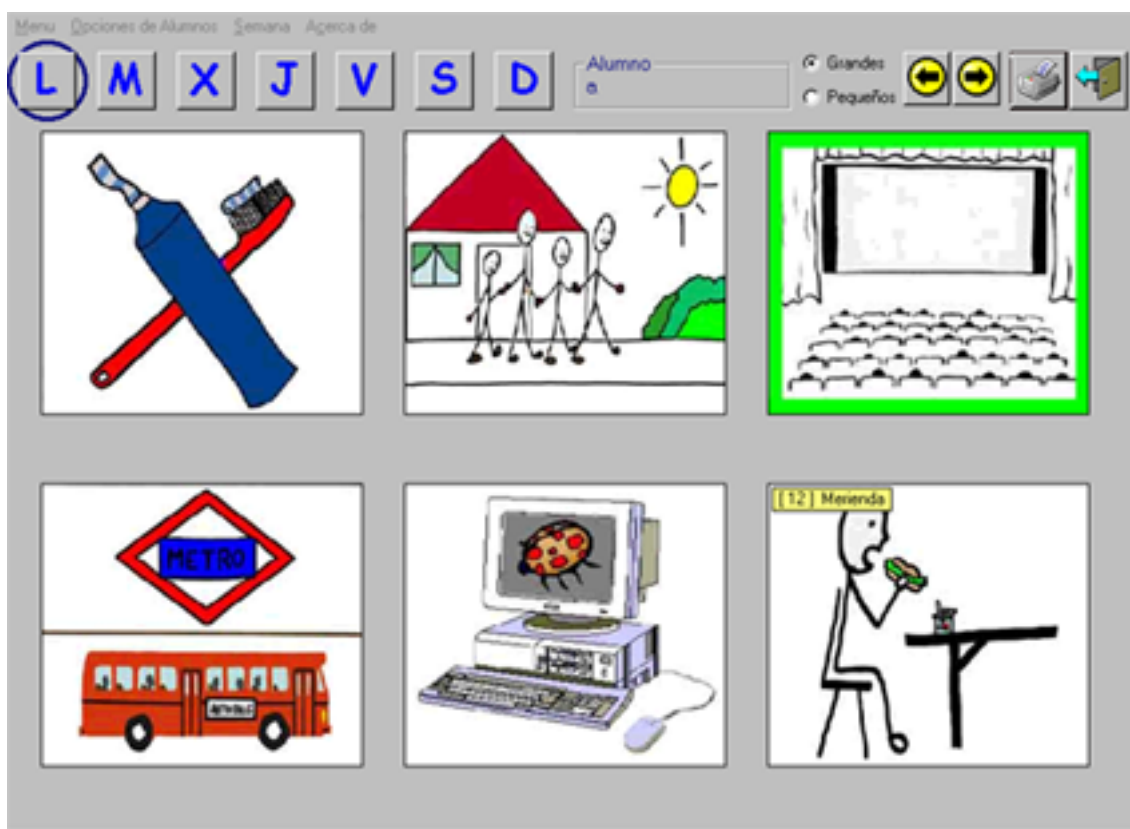 Menu Opciones de Alumnos Semana Acerca de
L M X J V S D
Alumno
a
Grandes
Pequeños
METRO
[ 12 ] Merienda